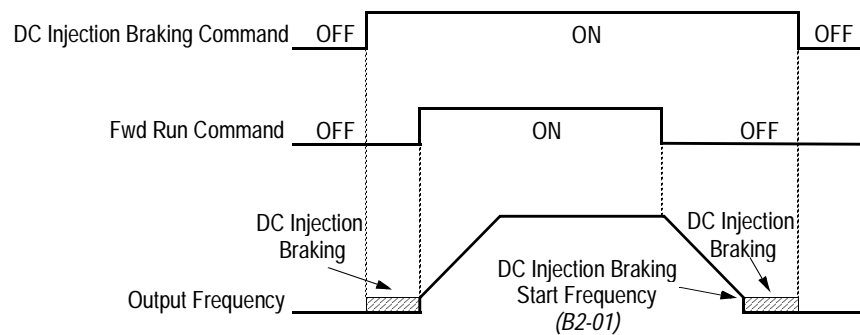 DC Injection Braking Command OFF ON OFF
Fwd Run Command OFF ON OFF
DC Injection
Braking
DC Injection
Braking
DC Injection Braking
Start Frequency
(B2-01)
Output Frequency